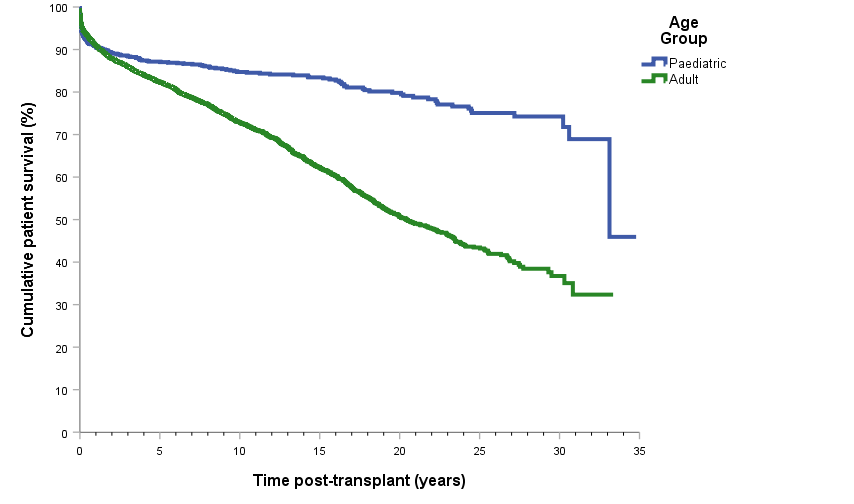 Age
Group
Paediatric
Adult
Cumulative patient survival (%)
100
90
80
70
60
50
40
30
20
10
0
0 5 10 15 20 25 30 35
Time post-transplant (years)